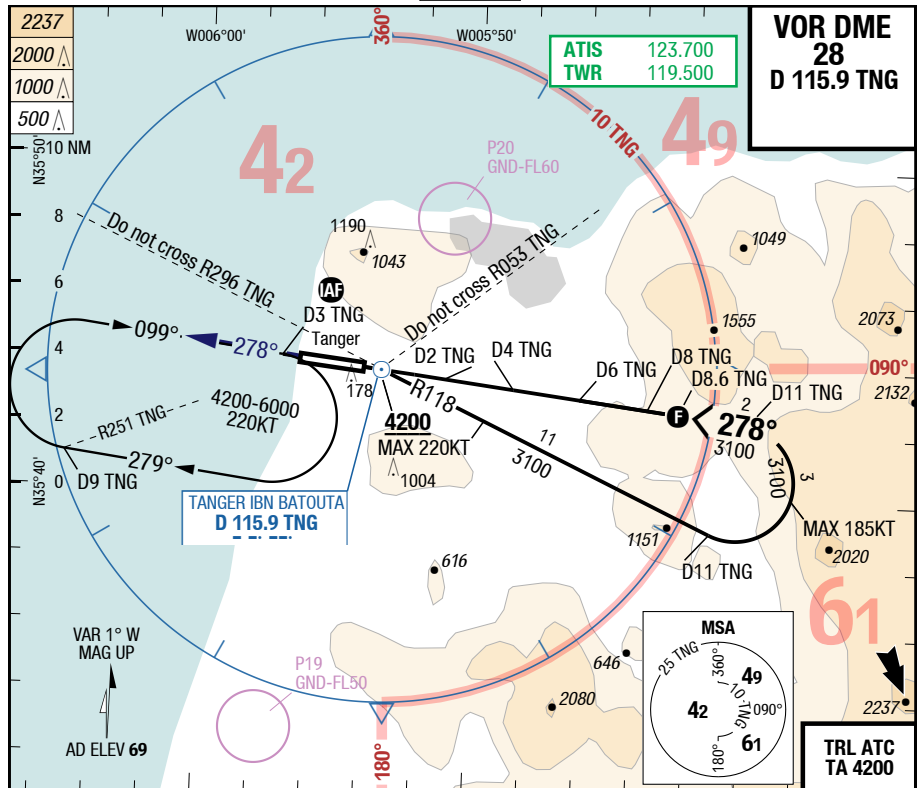 2237
2000
1000
500
W006°00'
360°
W005°50'
ATIS 123.700
TWR 119.500
VOR DME
28
D 115.9 TNG
N35°50'
10 NM
8
6
4
2
0
N35°40'
42
49
10 TNG
P20
GND-FL60
1190
1043
1049
Do not cross R296 TNG
Do not cross R053 TNG
IAF
D3 TNG
Tanger
1555
2073
099°
278°
D2 TNG
D4 TNG
D6 TNG
D8 TNG
D8.6 TNG
D11 TNG
090°
2132
178
R118
F
2
278°
3100
4200-6000
220KT
R251 TNG
4200
MAX 220KT
11
3100
3
3100
279°
D9 TNG
1004
MAX 185KT
TANGER IBN BATOUTA
D 115.9 TNG
1151
D11 TNG
2020
616
61
VAR 1° W
MAG UP
P19
GND-FL50
646
2080
MSA
25 TNG
360°
49
10 TNG
42
090°
61
180°
2237
AD ELEV 69
180°
TRL ATC
TA 4200